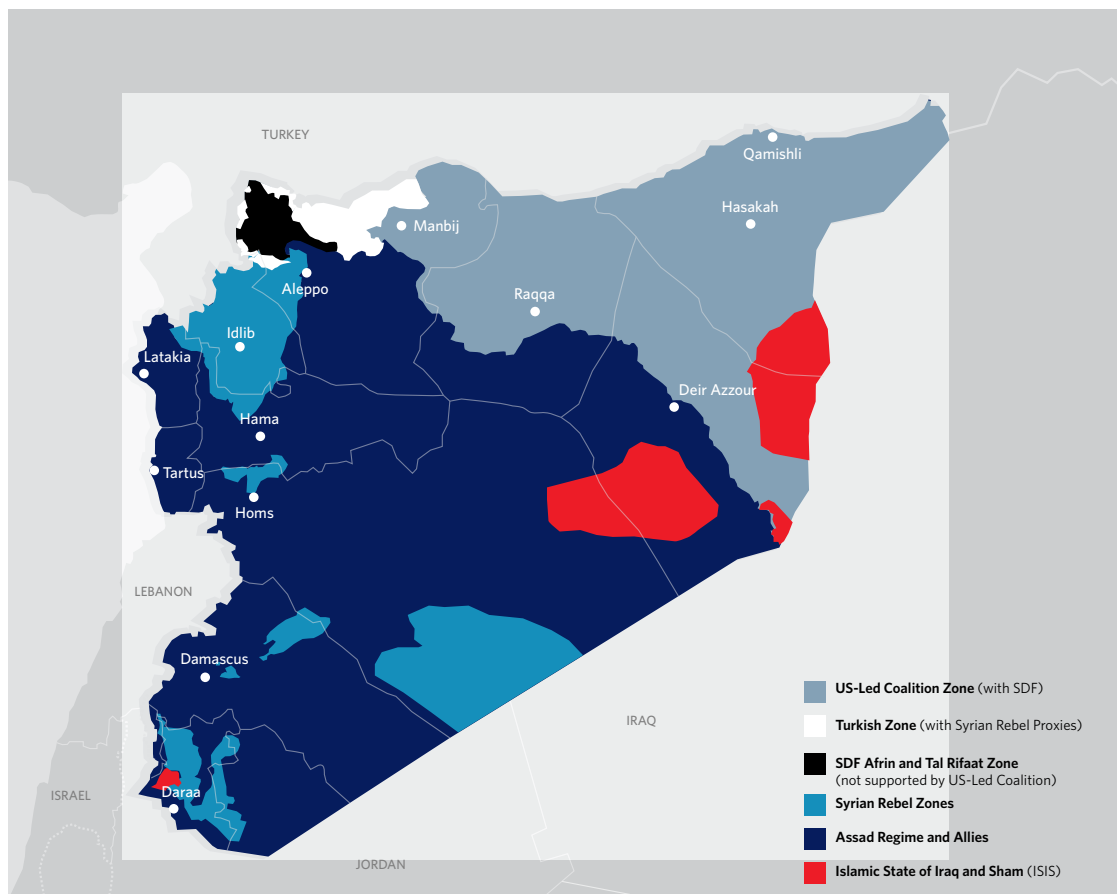 TURKEY
Qamishli
Hasakah
Manbij
Aleppo
Raqqa
Idlib
Latakia
Deir Azzour
Hama
Tartus
Homs
LEBANON
Damascus
IRAQ
ISRAEL
Daraa
JORDAN
US-Led Coalition Zone (with SDF)
Turkish Zone (with Syrian Rebel Proxies)
SDF Afrin and Tal Rifaat Zone
(not supported by US-Led Coalition)
Syrian Rebel Zones
Assad Regime and Allies
Islamic State of Iraq and Sham (ISIS)